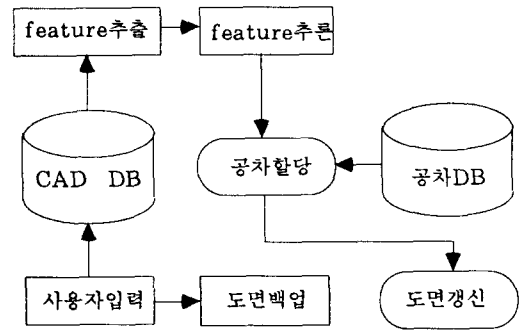 feature추출
feature추론
CAD DB
공차할당
공차DB
사용자입력
도면백업
도면갱신